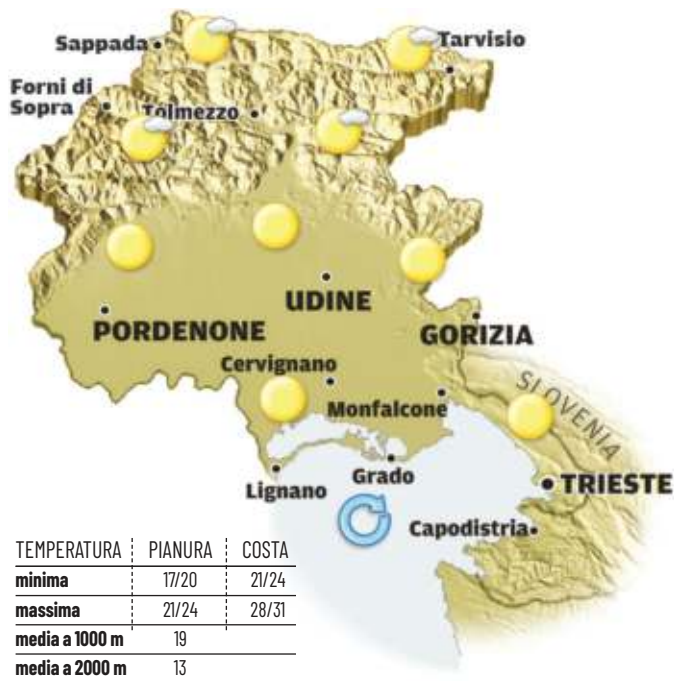 Sappada
Tarvisio
Forni di
Sopra
Tolmezzo
UDINE
PORDENONE
GORIZIA
Cervignano
SLOVENIA
Monfalcone
Grado
Lignano
TRIESTE
Capodistria
TEMPERATURA PIANURA COSTA
minima 17/20 21/24
massima 21/24 28/31
media a 1000 m 19
media a 2000 m 13